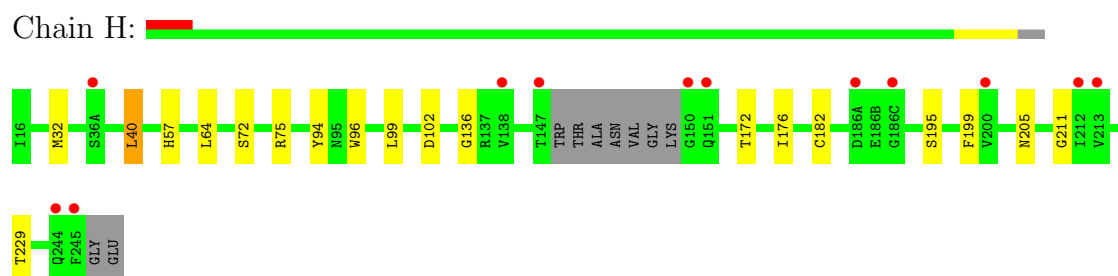 Chain H:
I16 M32 S36A L40 H57 L64 S72 R75 Y94 N95 W96 L99 D102 G136 R137 V138 T147 TRP THR ALA ASN VAL GLY LYS G150 Q151 T172 I176 C182 D186A E186B G186C S195 F199 V200 N205 G211 I212 V213
T229 Q244 F245 GLY GLU